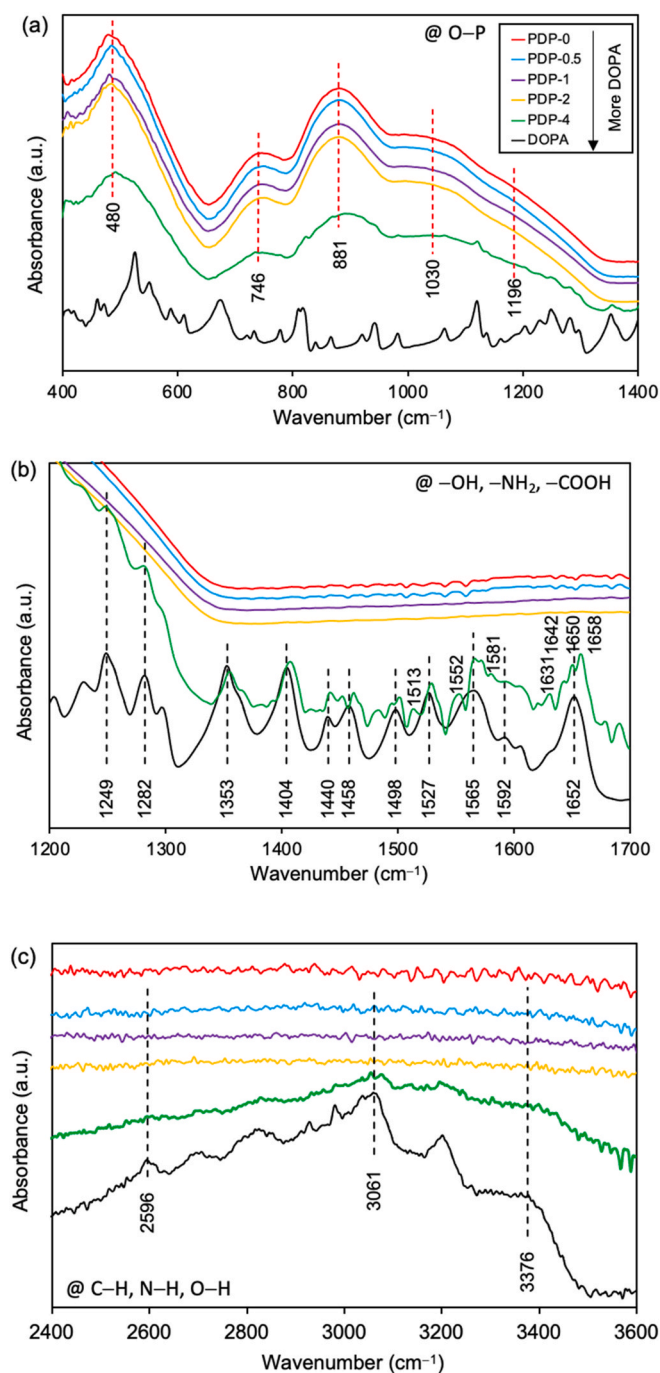 (a)
@ O–P
PDP-0
PDP-0.5
PDP-1
PDP-2
PDP-4
DOPA
More DOPA
Absorbance (a.u.)
480
746
881
1030
1196
400 600 800 1000 1200 1400
Wavenumber (cm⁻¹)
(b)
@ –OH, –NH₂, –COOH
Absorbance (a.u.)
1513
1552
1581
1631
1642
1650
1658
1249
1282
1353
1404
1440
1458
1498
1527
1565
1592
1652
1200 1300 1400 1500 1600 1700
Wavenumber (cm⁻¹)
(c)
Absorbance (a.u.)
2596
3061
3376
@ C–H, N–H, O–H
2400 2600 2800 3000 3200 3400 3600
Wavenumber (cm⁻¹)